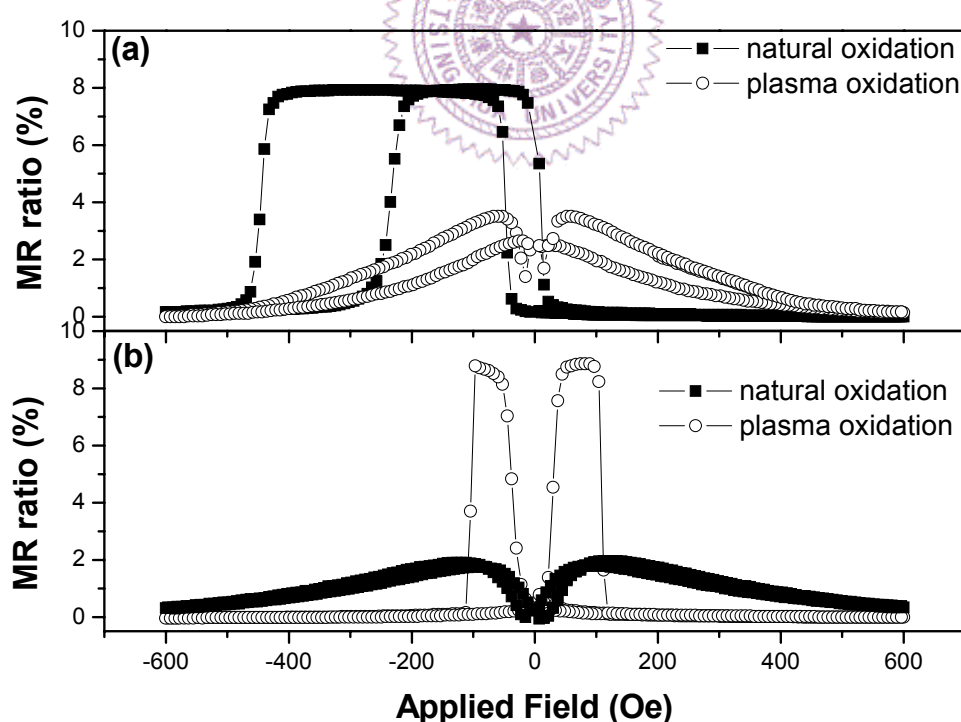 (a)
natural oxidation
plasma oxidation
MR ratio (%)
10
8
6
4
2
0
UNIVERSITY
(b)
natural oxidation
plasma oxidation
MR ratio (%)
10
8
6
4
2
0
-600 -400 -200 0 200 400 600
Applied Field (Oe)